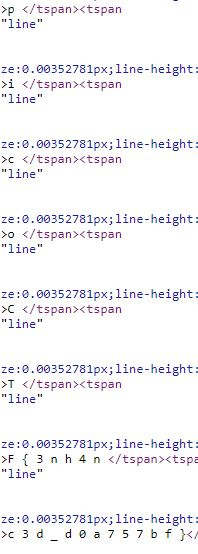 >p </tspan><tspan
"line"
ze:0.00352781px;line-height:
>i </tspan><tspan
"line"
ze:0.00352781px;line-height:
>c </tspan><tspan
"line"
ze:0.00352781px;line-height:
>o </tspan><tspan
"line"
ze:0.00352781px;line-height:
>C </tspan><tspan
"line"
ze:0.00352781px;line-height:
>T </tspan><tspan
"line"
ze:0.00352781px;line-height:
>F { 3 n h 4 n </tspan><tspa
"line"
ze:0.00352781px;line-height:
>c 3 d _ d 0 a 7 5 7 b f }</